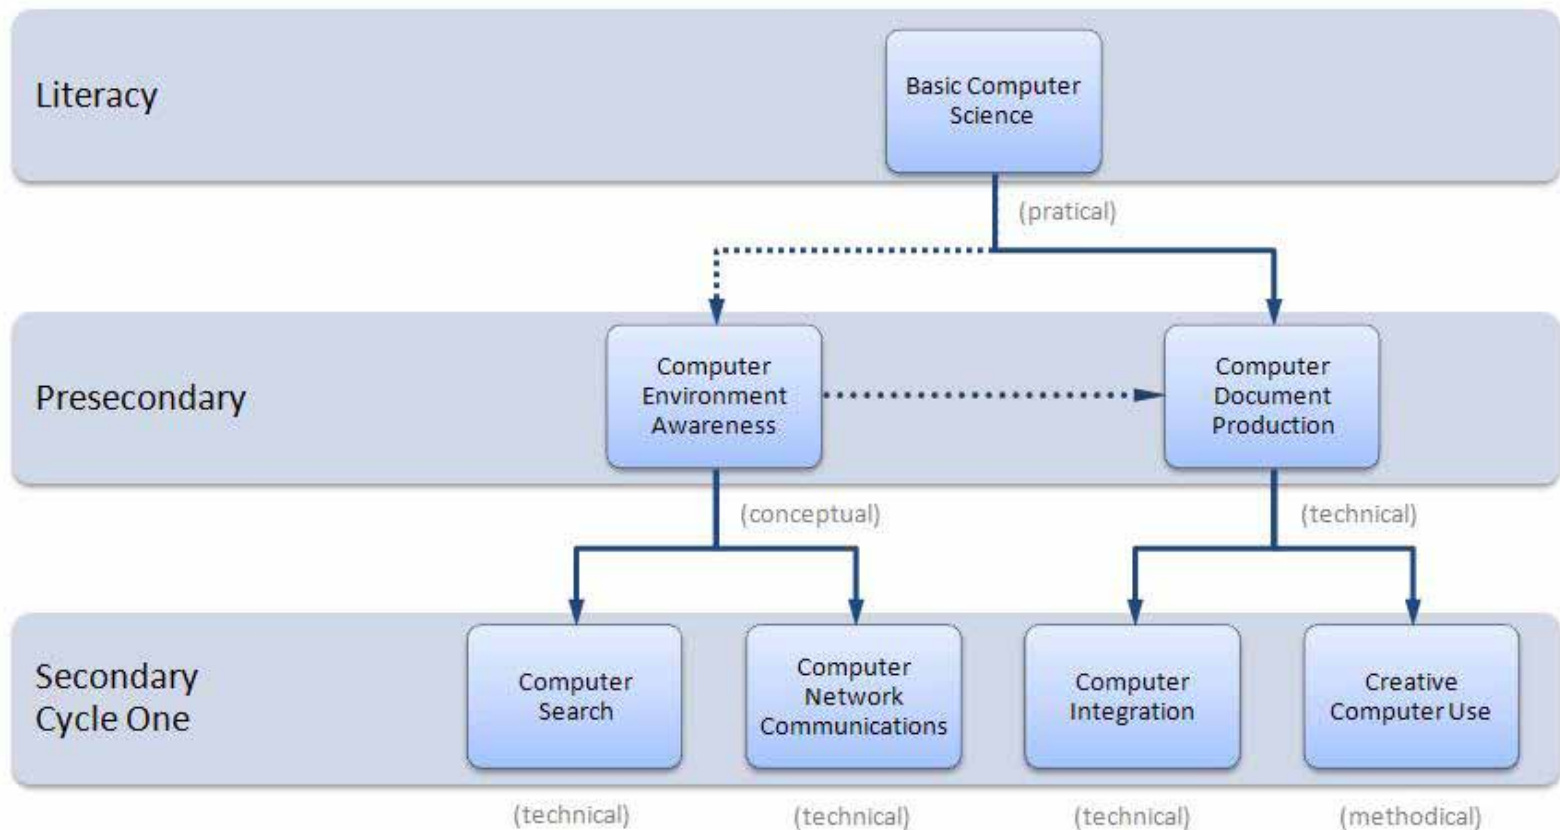 Literacy
Basic Computer
Science
(pratical)
Presecondary
Computer
Environment
Awareness
Computer
Document
Production
(conceptual)
(technical)
Secondary
Cycle One
Computer
Search
Computer
Network
Communications
Computer
Integration
Creative
Computer Use
(technical)
(technical)
(technical)
(methodical)